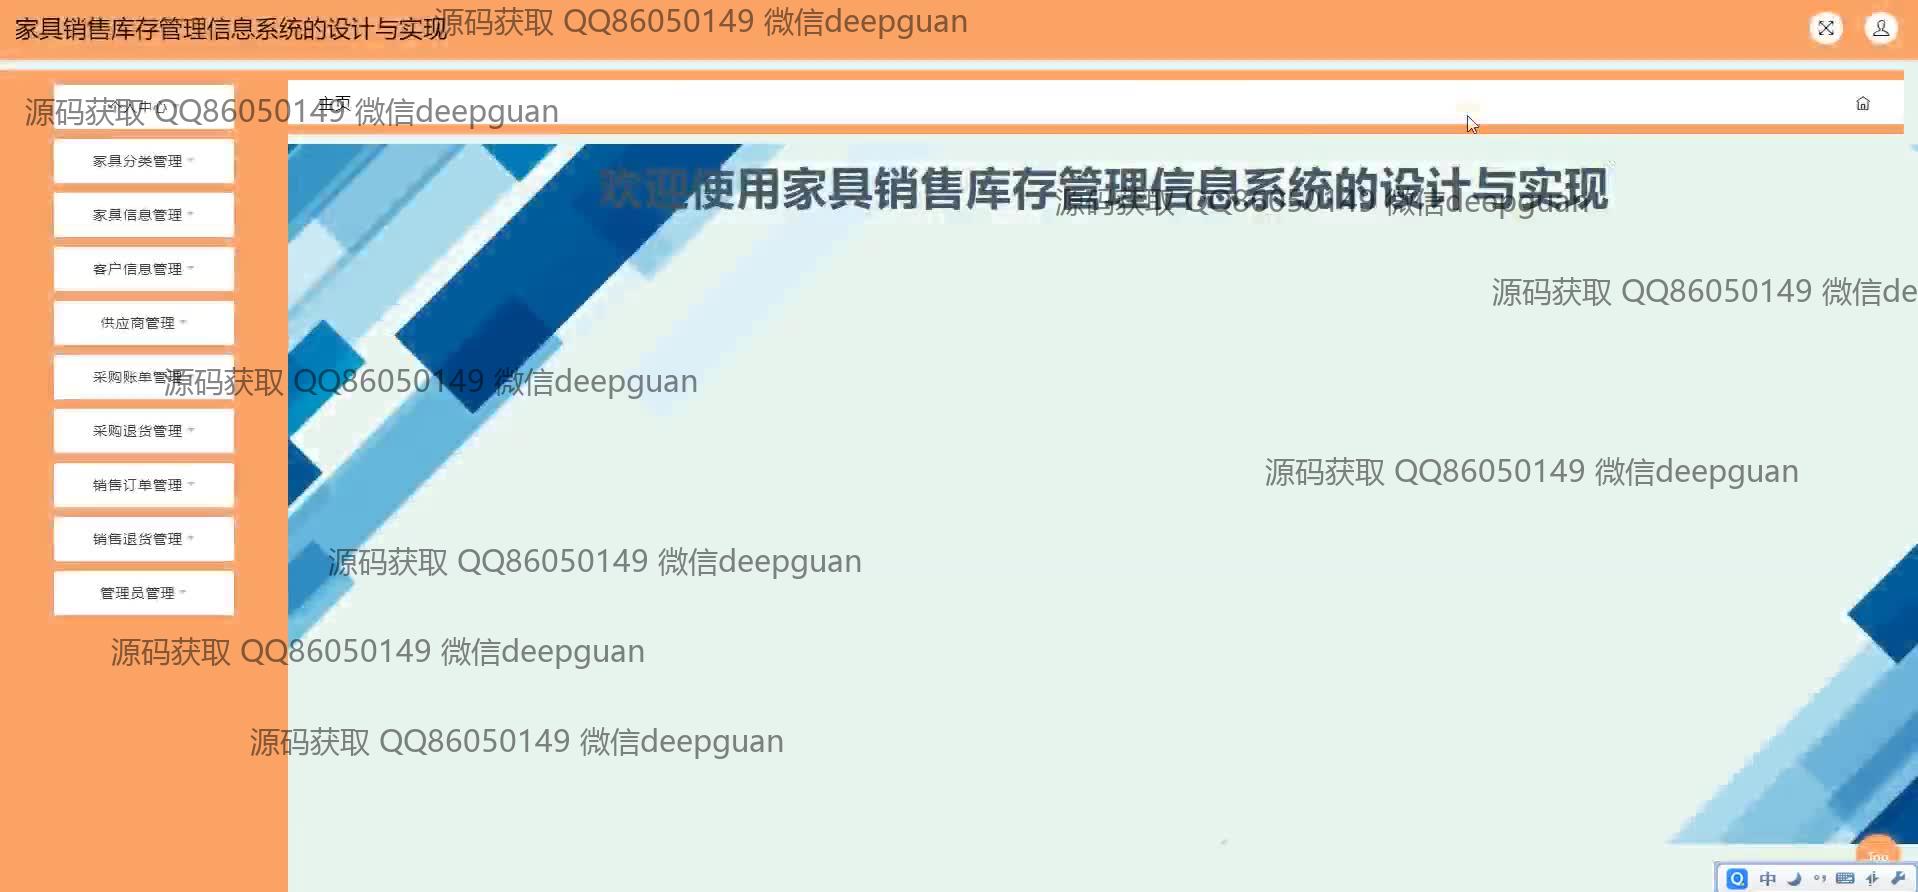 家具销售库存管理信息系统的设计与实现
源码获取 QQ86050149 微信deepguan
个人中心
源码获取 QQ86050149 微信deepguan
主页
家具分类管理
欢迎使用家具销售库存管理信息系统的设计与实现
源码获取 QQ86050149 微信deepguan
家具信息管理
客户信息管理
源码获取 QQ86050149 微信de
供应商管理
采购账单管理
源码获取 QQ86050149 微信deepguan
采购退货管理
源码获取 QQ86050149 微信deepguan
销售订单管理
销售退货管理
源码获取 QQ86050149 微信deepguan
管理员管理
源码获取 QQ86050149 微信deepguan
源码获取 QQ86050149 微信deepguan
Top
中